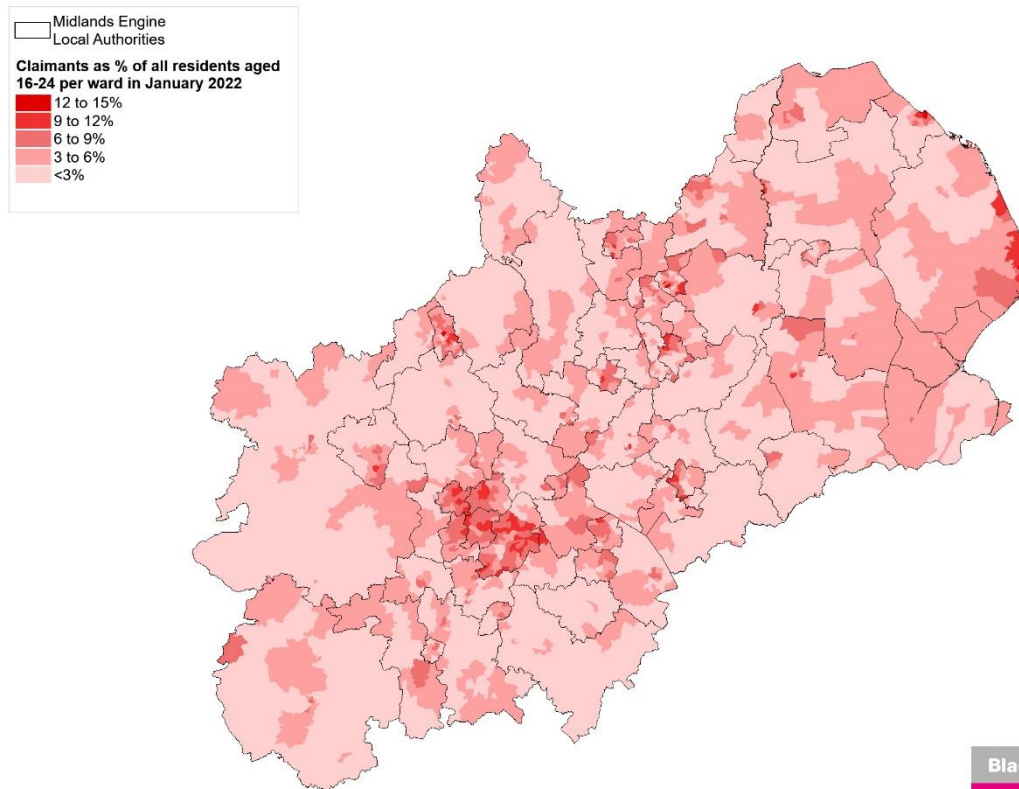 Midlands Engine
Local Authorities
Claimants as % of all residents aged
16-24 per ward in January 2022
12 to 15%
9 to 12%
6 to 9%
3 to 6%
<3%